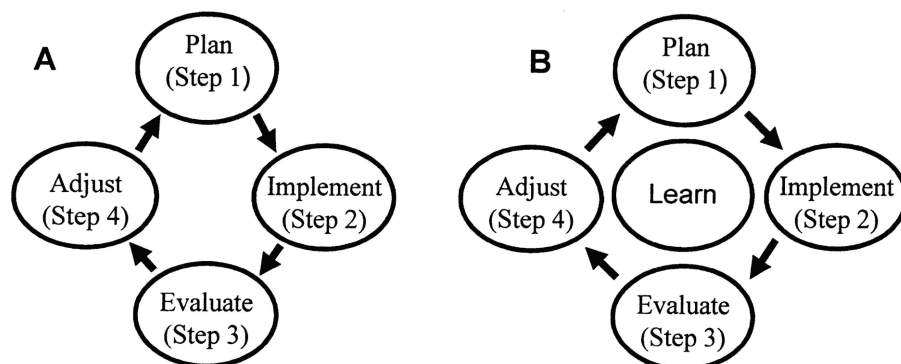 A
Plan
(Step 1)
Adjust
(Step 4)
Implement
(Step 2)
Evaluate
(Step 3)
B
Plan
(Step 1)
Adjust
(Step 4)
Learn
Implement
(Step 2)
Evaluate
(Step 3)